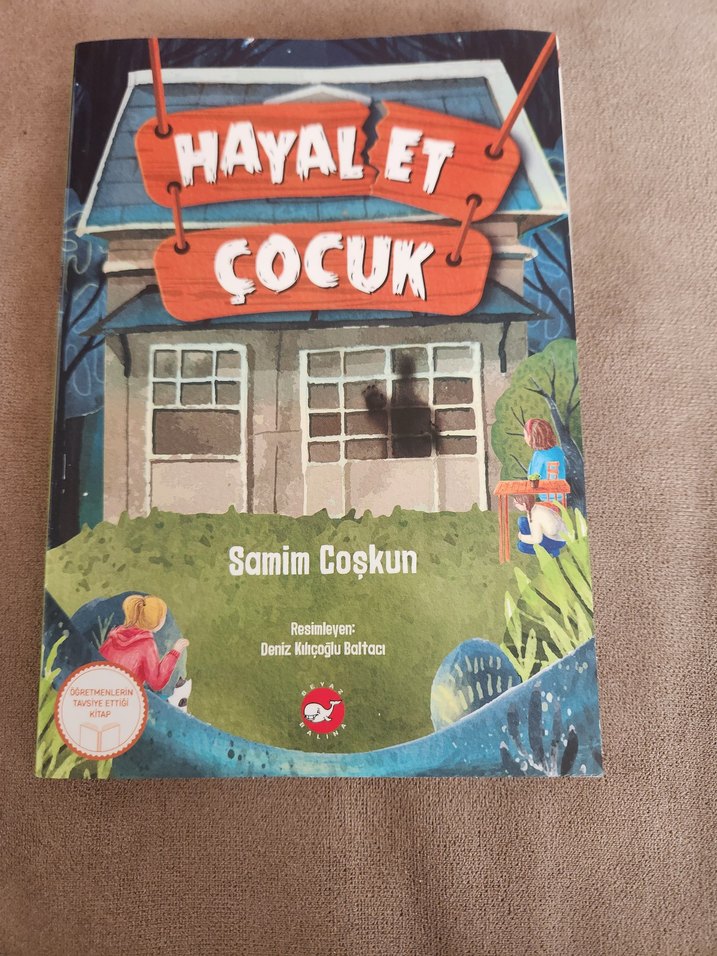 HAYAL ET
ÇOCUK
Samim Coşkun
Resimleyen:
Deniz Kılıçoğlu Baltacı
BEYAZ
BALİNA
ÖĞRETMENLERİN
TAVSİYE ETTİĞİ
KİTAP